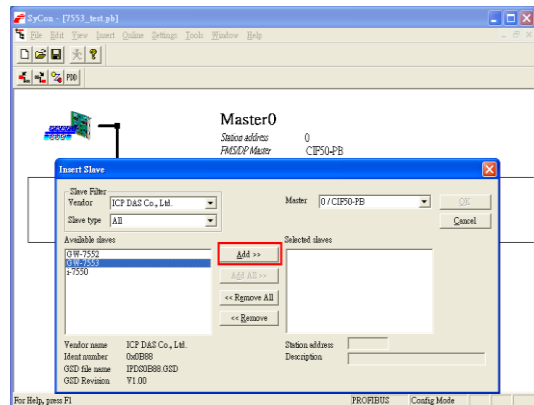 SyCon - [7553_test.pb]
File Edit View Insert Online Settings Tools Window Help
PDO
Master0
Station address 0
FMS/DP Master CIF50-PB
Insert Slave
Slave Filter
Vendor ICP DAS Co., Ltd.
Slave type All
Master 0 / CIF50-PB
OK
Cancel
Available slaves
Selected slaves
GW-7552
GW-7553
I-7550
Add >>
Add All >>
<< Remove All
<< Remove
Vendor name ICP DAS Co., Ltd.
Ident number 0x0B88
GSD file name IPDS0B88.GSD
GSD Revision V1.00
Station address
Description
For Help, press F1
PROFIBUS Config Mode